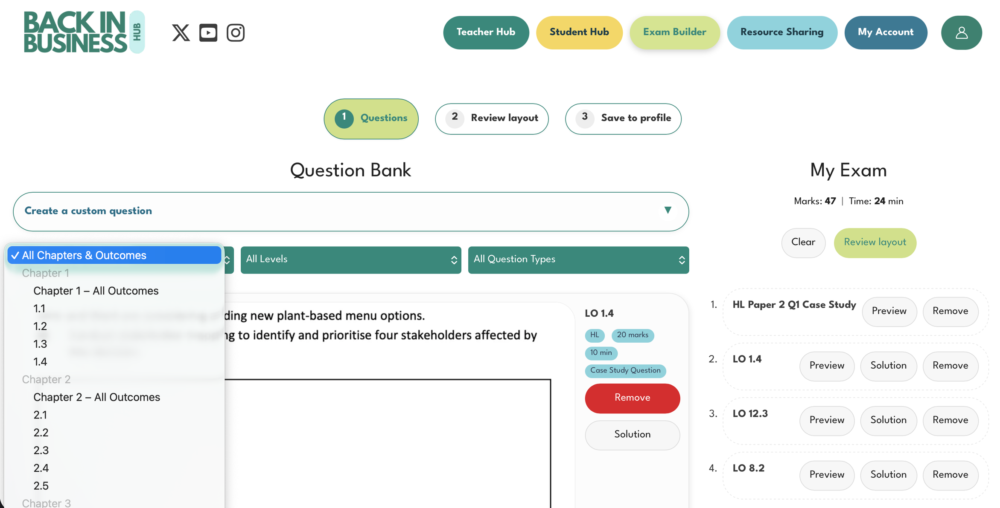 BACK IN
BUSINESS
HUB
Teacher Hub
Student Hub
Exam Builder
Resource Sharing
My Account
1 Questions
2 Review layout
3 Save to profile
Question Bank
Create a custom question
All Chapters & Outcomes
Chapter 1
Chapter 1 – All Outcomes
1.1
1.2
1.3
1.4
Chapter 2
Chapter 2 – All Outcomes
2.1
2.2
2.3
2.4
2.5
Chapter 3
All Levels
All Question Types
ding new plant-based menu options.
ng to identify and prioritise four stakeholders affected by
LO 1.4
HL
20 marks
10 min
Case Study Question
Remove
Solution
My Exam
Marks: 47 | Time: 24 min
Clear
Review layout
1. HL Paper 2 Q1 Case Study Preview Remove
2. LO 1.4 Preview Solution Remove
3. LO 12.3 Preview Solution Remove
4. LO 8.2 Preview Solution Remove